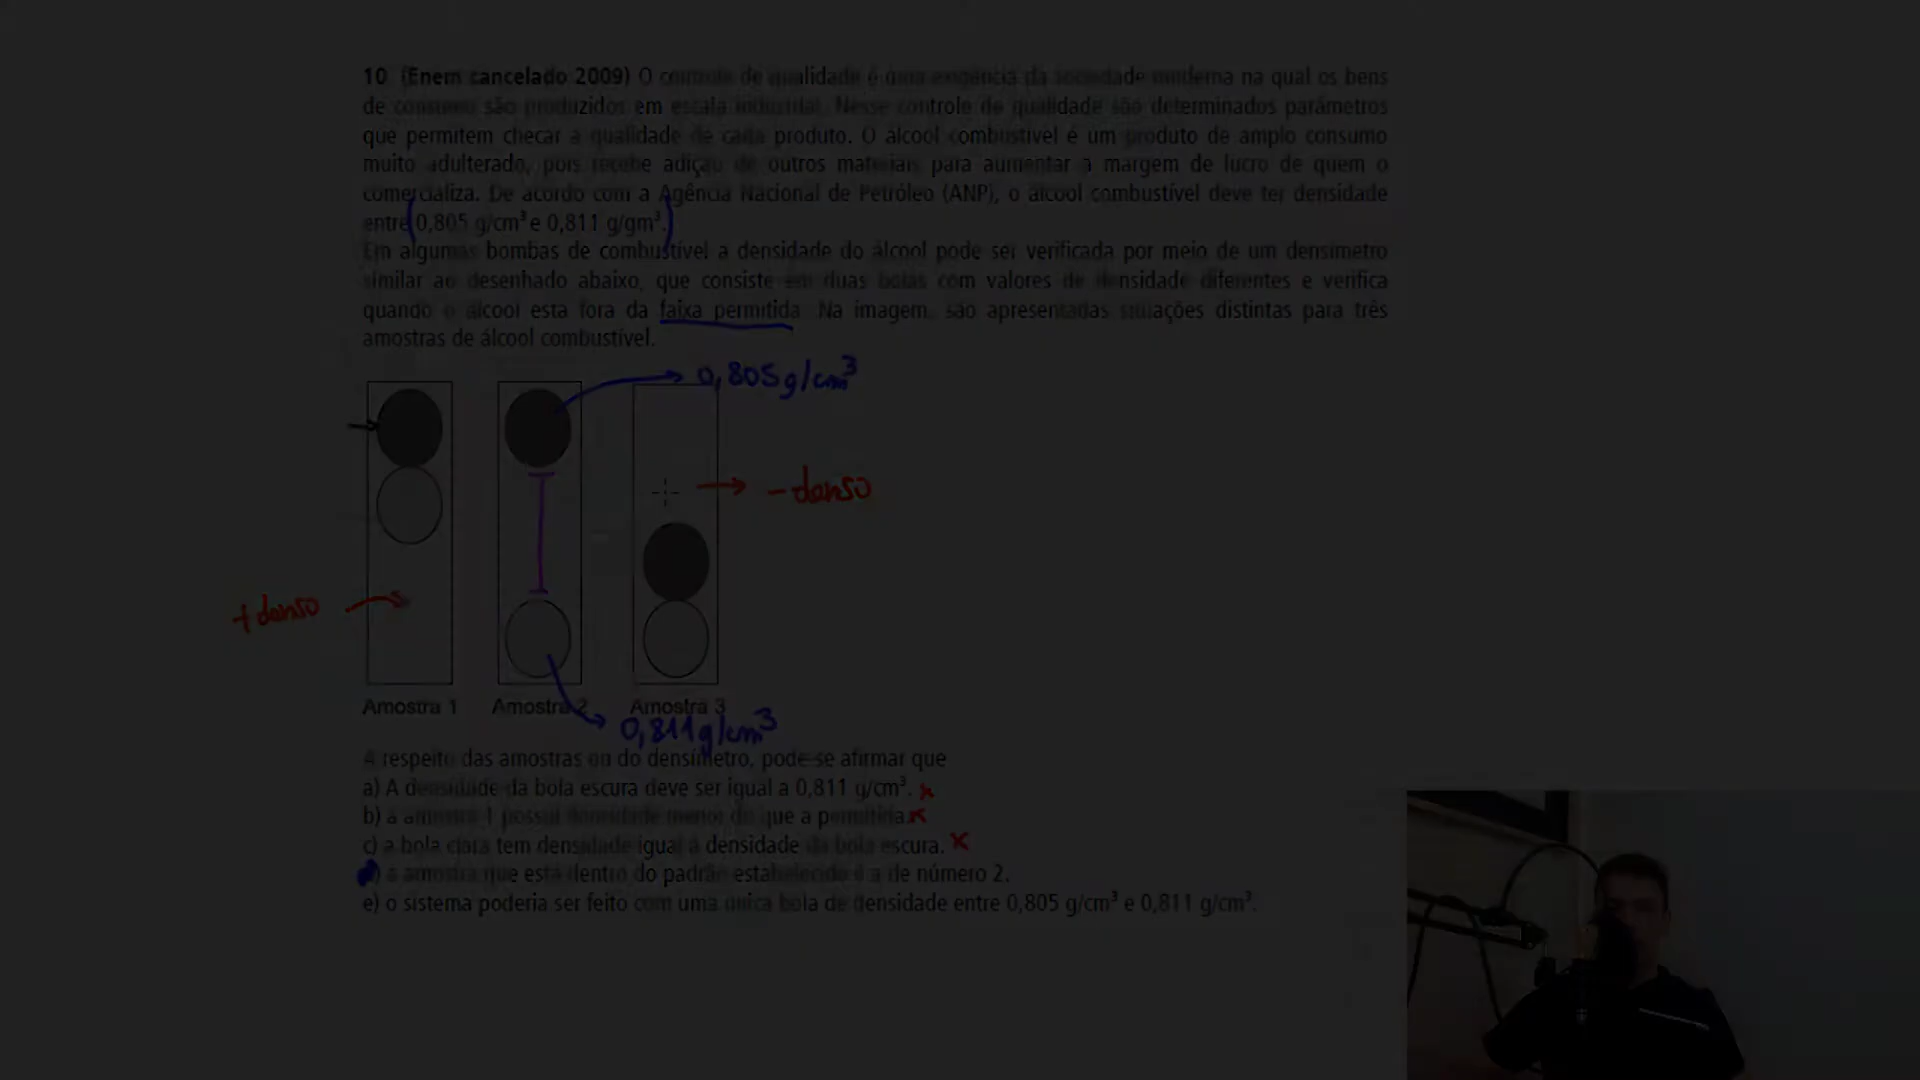 10 (Enem cancelado 2009) O controle de qualidade é uma exigência da sociedade moderna na qual os bens
de consumo são produzidos em escala industrial. Nesse controle de qualidade são determinados parâmetros
que permitem checar a qualidade de cada produto. O álcool combustível é um produto de amplo consumo
muito adulterado, pois recebe adição de outros materiais para aumentar a margem de lucro de quem o
comercializa. De acordo com a Agência Nacional de Petróleo (ANP), o álcool combustível deve ter densidade
entre 0,805 g/cm³ e 0,811 g/gm³.
Em algumas bombas de combustível a densidade do álcool pode ser verificada por meio de um densímetro
similar ao desenhado abaixo, que consiste em duas bolas com valores de densidade diferentes e verifica
quando o álcool esta fora da faixa permitida. Na imagem, são apresentadas situações distintas para três
amostras de álcool combustível.
0,805g/cm³
- denso
+ denso
Amostra 1 Amostra 2 Amostra 3
0,811g/cm³
A respeito das amostras ou do densímetro, pode-se afirmar que
a) A densidade da bola escura deve ser igual a 0,811 g/cm³. x
b) a amostra 1 possui densidade menor do que a permitida. x
c) a bola clara tem densidade igual à densidade da bola escura. x
) a amostra que está dentro do padrão estabelecido é a de número 2.
e) o sistema poderia ser feito com uma única bola de densidade entre 0,805 g/cm³ e 0,811 g/cm³.